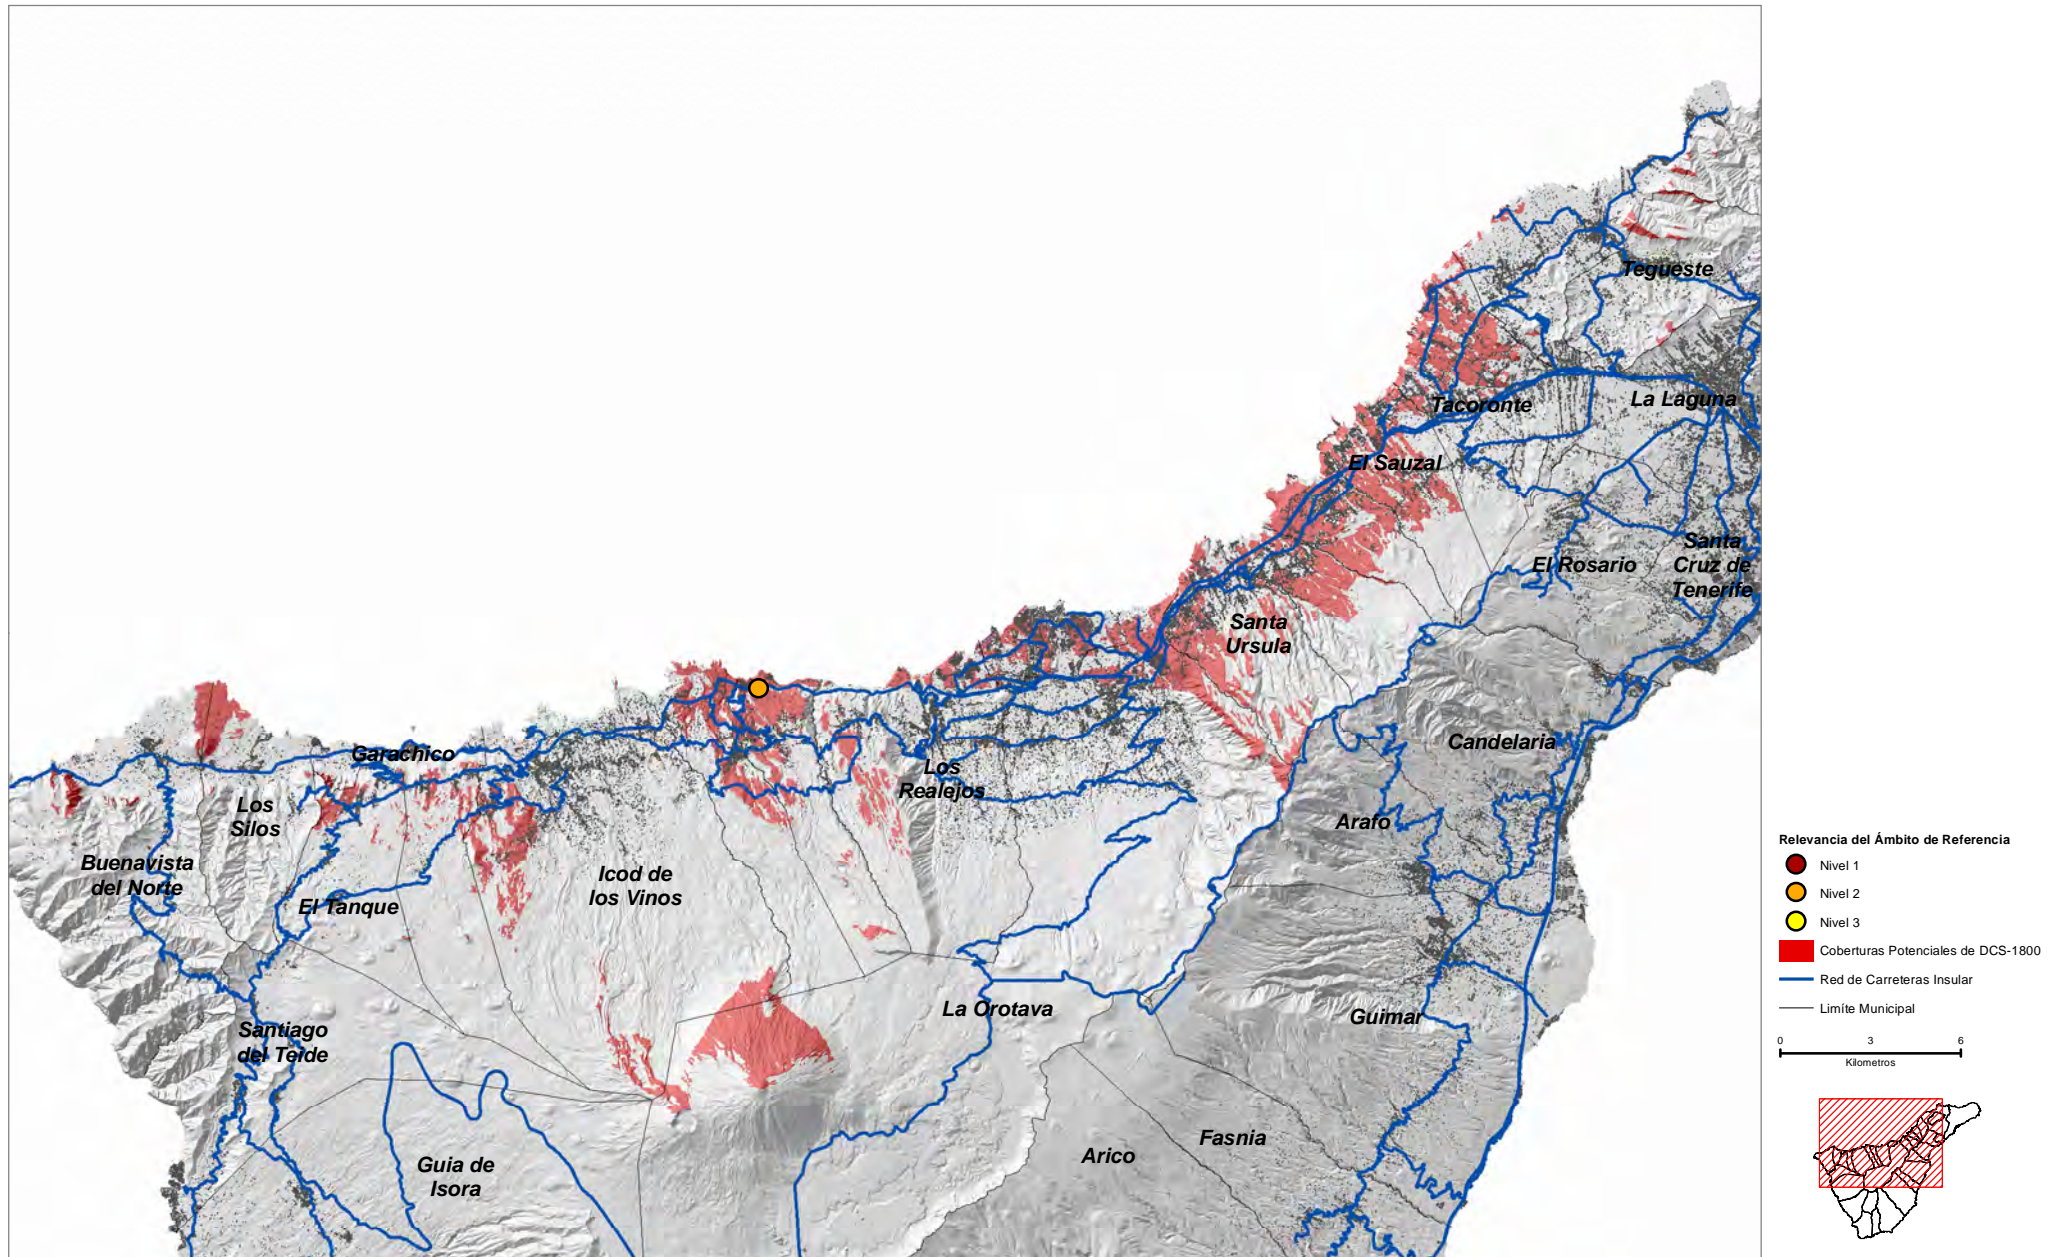 Tegueste
La Laguna
Tacoronte
El Sauzal
Santa
Cruz de
Tenerife
El Rosario
Santa
Ursula
Candelaria
Garachico
Los
Realejos
Los
Silos
Arafo
Buenavista
del Norte
Icod de
los Vinos
El Tanque
La Orotava
Guimar
Santiago
del Teide
Fasnia
Arico
Guia de
Isora
Relevancia del Ámbito de Referencia
Nivel 1
Nivel 2
Nivel 3
Coberturas Potenciales de DCS-1800
Red de Carreteras Insular
Limíte Municipal
0 3 6
Kilometros